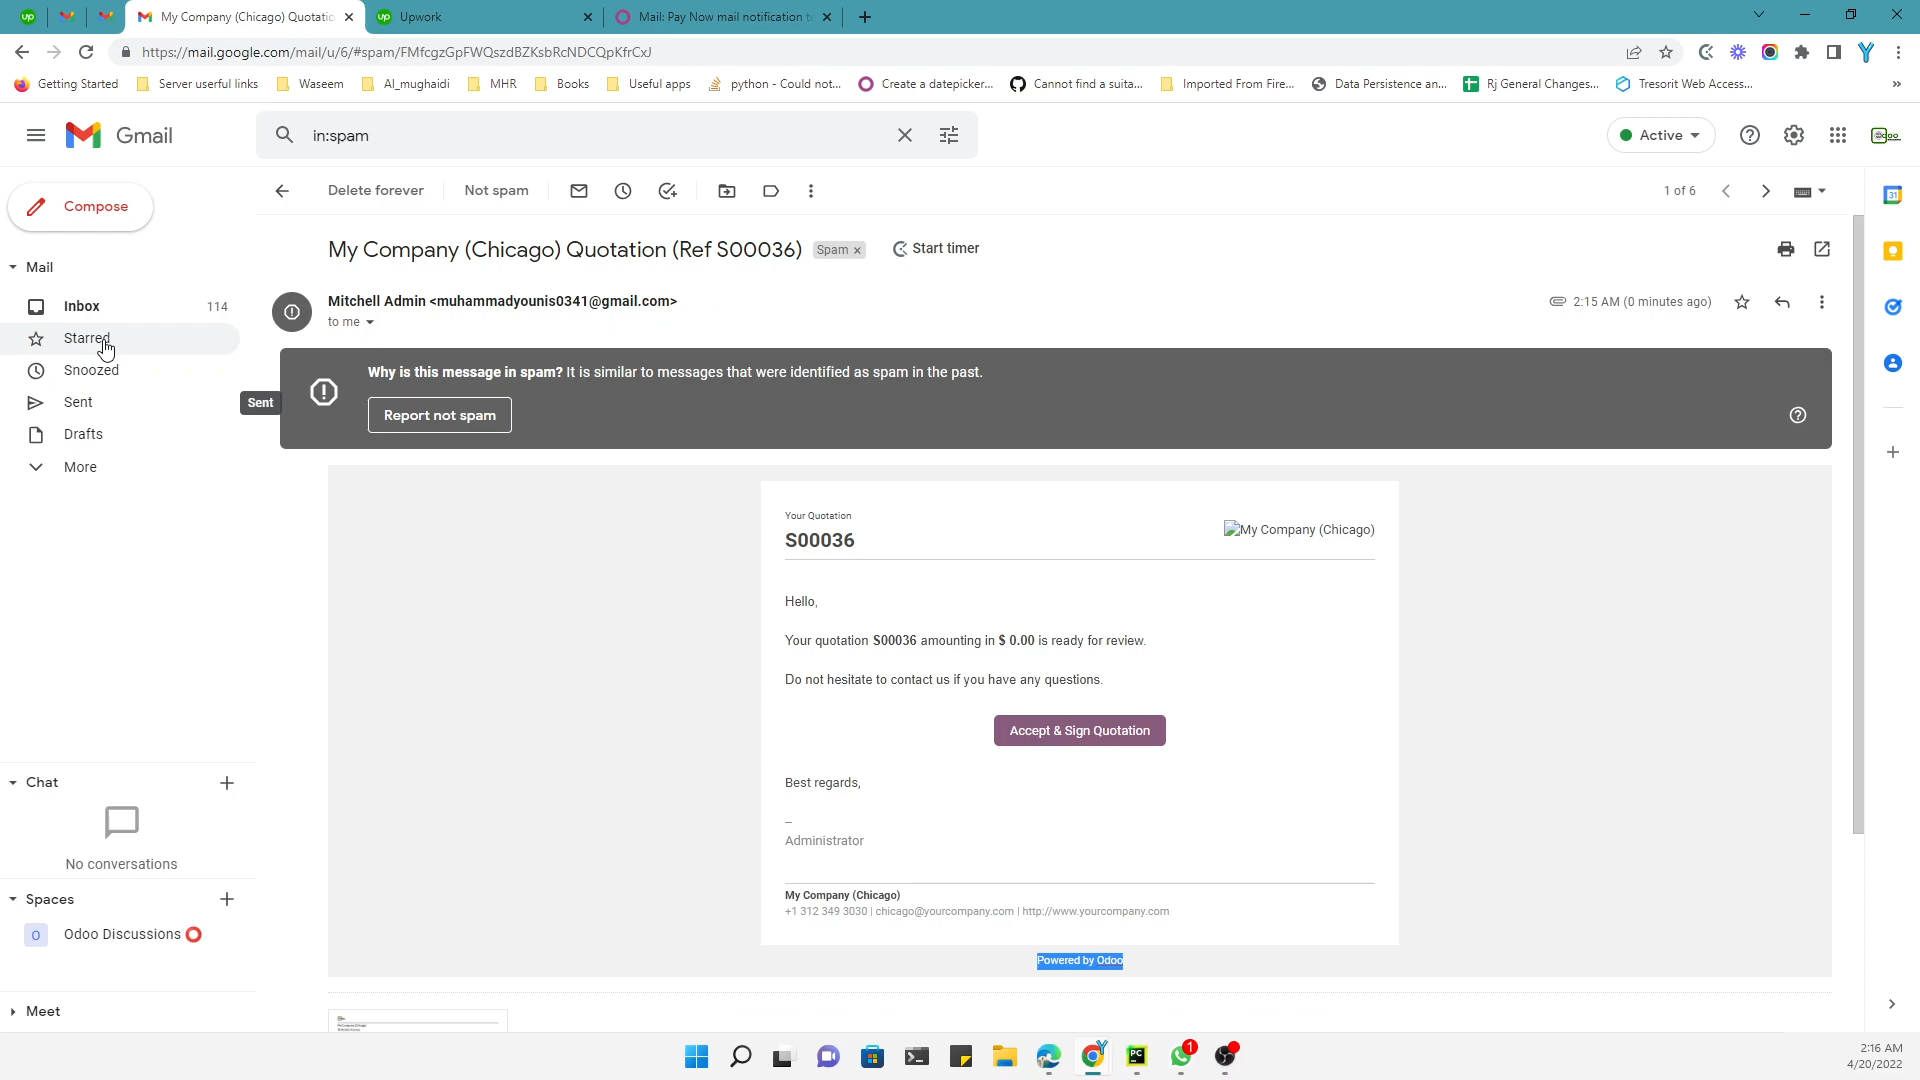 My Company (Chicago) Quotatio
Upwork
Mail: Pay Now mail notification t
https://mail.google.com/mail/u/6/#spam/FMfcgzGpFWQszdBZKsbRcNDCQpKfrCxJ
Getting Started
Server userful links
Waseem
Al_mughaidi
MHR
Books
Useful apps
python - Could not...
Create a datepicker...
Cannot find a suita...
Imported From Fire...
Data Persistence an...
Rj General Changes...
Tresorit Web Access...
Gmail
in:spam
Active
Compose
Delete forever
Not spam
1 of 6
Mail
Inbox
114
Starred
Snoozed
Sent
Sent
Drafts
More
My Company (Chicago) Quotation (Ref S00036)
Spam ×
Start timer
Mitchell Admin <muhammadyounis0341@gmail.com>
to me
2:15 AM (0 minutes ago)
Why is this message in spam? It is similar to messages that were identified as spam in the past.
Report not spam
Your Quotation
S00036
My Company (Chicago)
Hello,
Your quotation S00036 amounting in $ 0.00 is ready for review.
Do not hesitate to contact us if you have any questions.
Accept & Sign Quotation
Best regards,
--
Administrator
My Company (Chicago)
+1 312 349 3030 | chicago@yourcompany.com | http://www.yourcompany.com
Powered by Odoo
Chat
No conversations
Spaces
O
Odoo Discussions
Meet
2:16 AM
4/20/2022